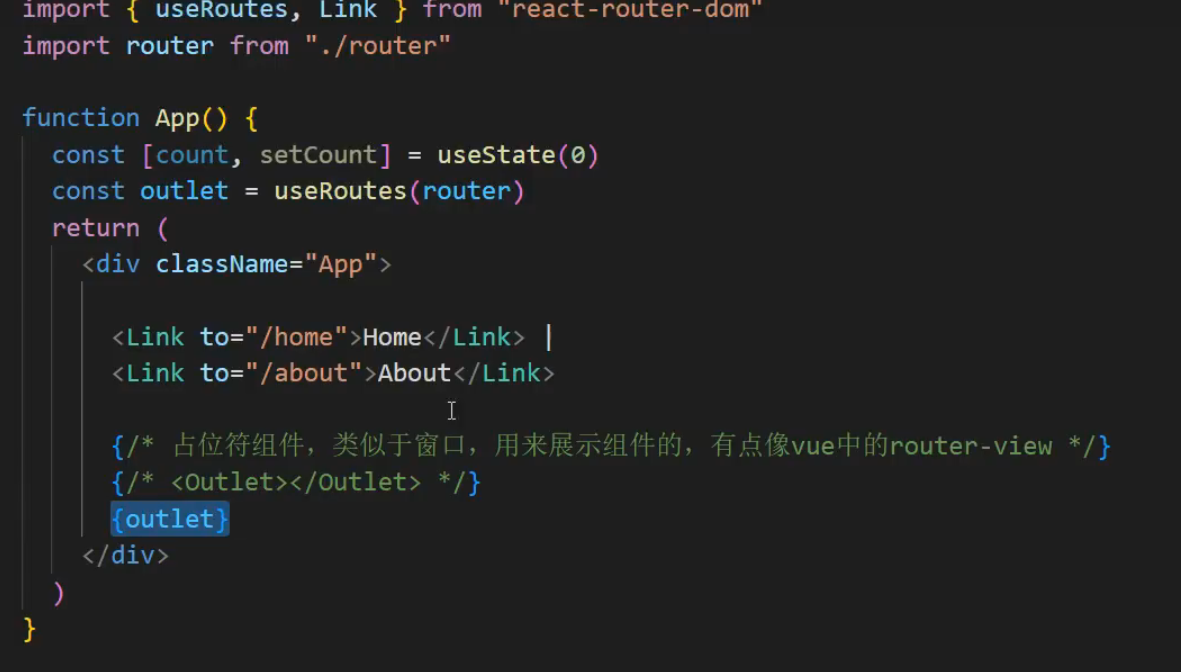 import { useRoutes, Link } from "react-router-dom"
import router from "./router"
function App() {
const [count, setCount] = useState(0)
const outlet = useRoutes(router)
return (
<div className="App">
<Link to="/home">Home</Link> |
<Link to="/about">About</Link>
{/* 占位符组件，类似于窗口，用来展示组件的，有点像vue中的router-view */}
{/* <Outlet></Outlet> */}
{outlet}
</div>
)
}